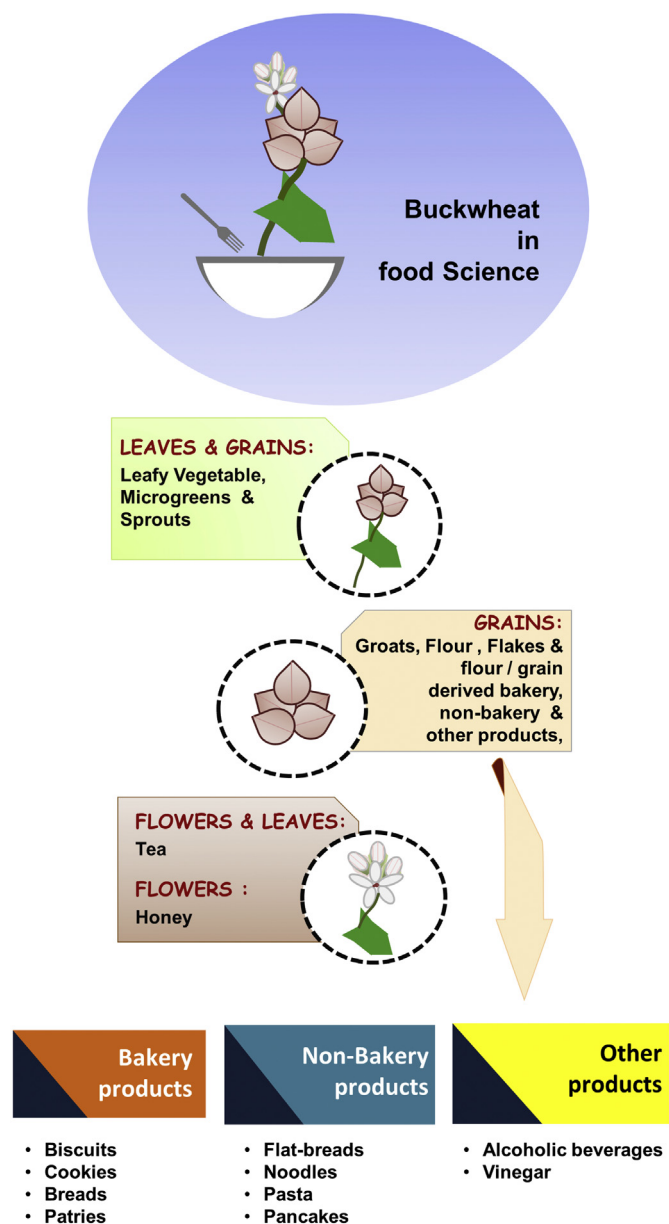 Buckwheat
in
food Science
LEAVES & GRAINS:
Leafy Vegetable,
Microgreens &
Sprouts
GRAINS:
Groats, Flour , Flakes &
flour / grain
derived bakery,
non-bakery &
other products,
FLOWERS & LEAVES:
Tea
FLOWERS :
Honey
Bakery
products
• Biscuits
• Cookies
• Breads
• Patries
Non-Bakery
products
• Flat-breads
• Noodles
• Pasta
• Pancakes
Other
products
• Alcoholic beverages
• Vinegar